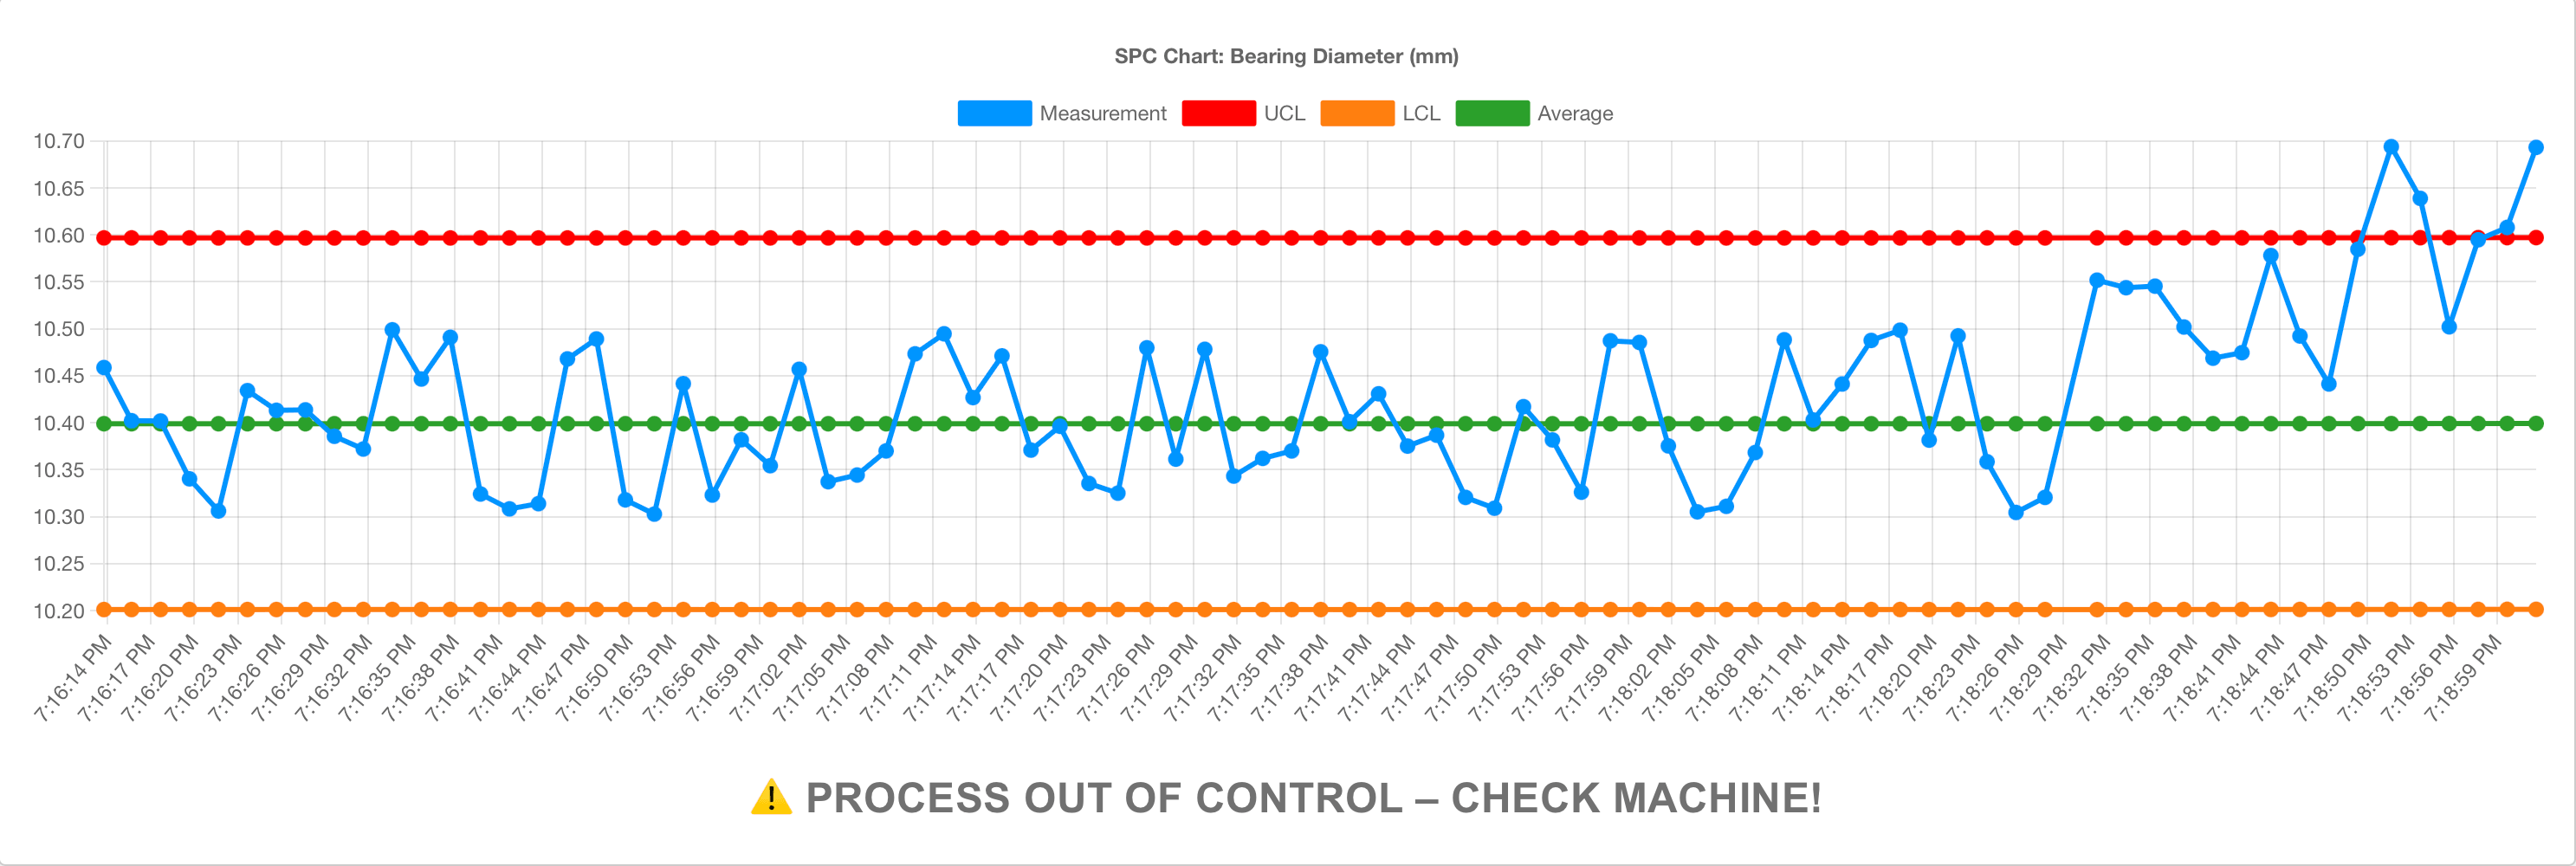 SPC Chart: Bearing Diameter (mm)
Measurement UCL LCL Average
10.70
10.65
10.60
10.55
10.50
10.45
10.40
10.35
10.30
10.25
10.20
7:16:14 PM
7:16:17 PM
7:16:20 PM
7:16:23 PM
7:16:26 PM
7:16:29 PM
7:16:32 PM
7:16:35 PM
7:16:38 PM
7:16:41 PM
7:16:44 PM
7:16:47 PM
7:16:50 PM
7:16:53 PM
7:16:56 PM
7:16:59 PM
7:17:02 PM
7:17:05 PM
7:17:08 PM
7:17:11 PM
7:17:14 PM
7:17:17 PM
7:17:20 PM
7:17:23 PM
7:17:26 PM
7:17:29 PM
7:17:32 PM
7:17:35 PM
7:17:38 PM
7:17:41 PM
7:17:44 PM
7:17:47 PM
7:17:50 PM
7:17:53 PM
7:17:56 PM
7:17:59 PM
7:18:02 PM
7:18:05 PM
7:18:08 PM
7:18:11 PM
7:18:14 PM
7:18:17 PM
7:18:20 PM
7:18:23 PM
7:18:26 PM
7:18:29 PM
7:18:32 PM
7:18:35 PM
7:18:38 PM
7:18:41 PM
7:18:44 PM
7:18:47 PM
7:18:50 PM
7:18:53 PM
7:18:56 PM
7:18:59 PM
⚠️ PROCESS OUT OF CONTROL – CHECK MACHINE!